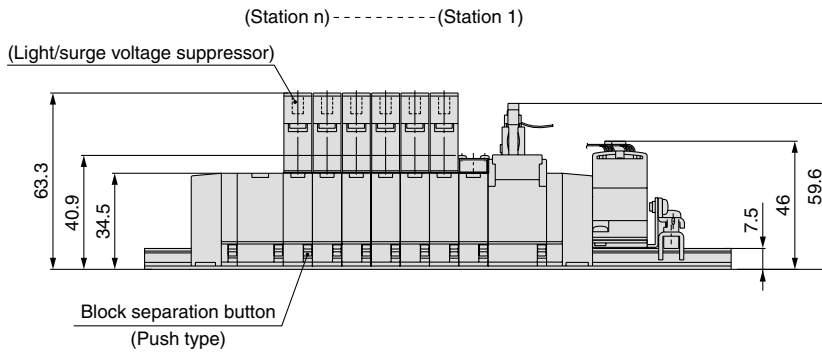 (Station n)
(Station 1)
(Light/surge voltage suppressor)
63.3
40.9
34.5
7.5
46
59.6
Block separation button
(Push type)